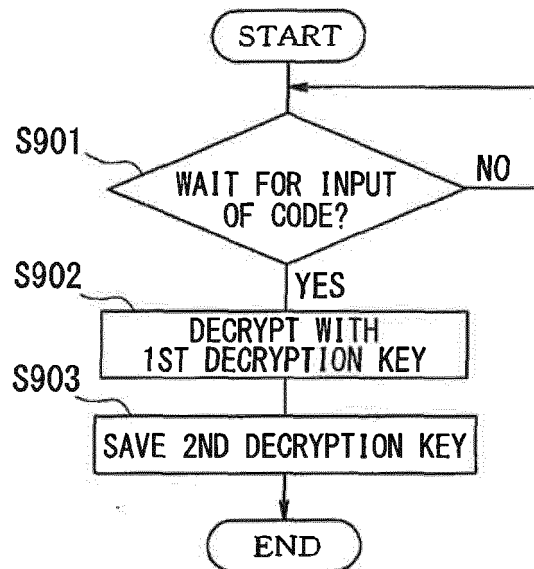 START
S901
WAIT FOR INPUT
OF CODE?
NO
YES
S902
DECRYPT WITH
1ST DECRYPTION KEY
S903
SAVE 2ND DECRYPTION KEY
END